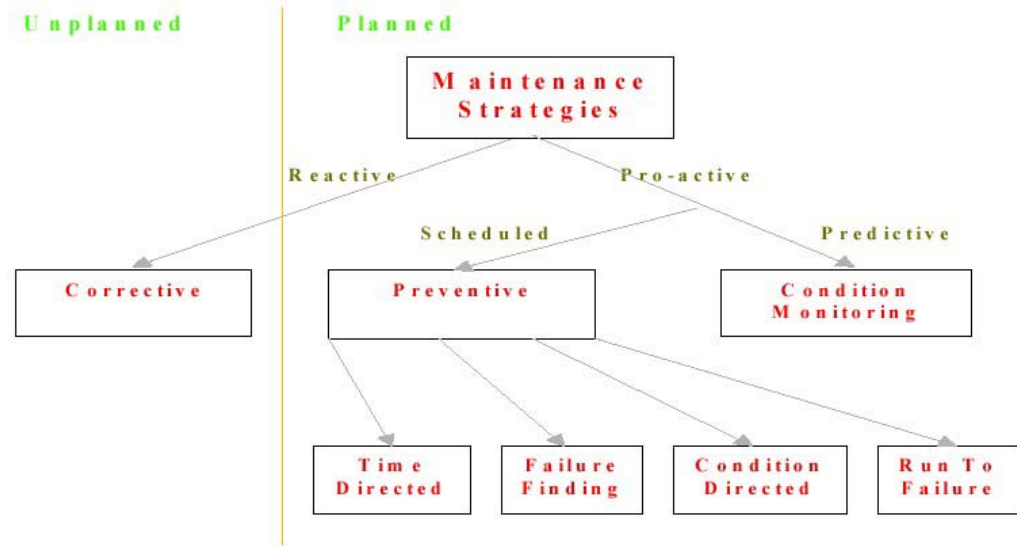 Unplanned
Planned
Maintenance
Strategies
Reactive
Pro-active
Scheduled
Predictive
Corrective
Preventive
Condition
Monitoring
Time
Directed
Failure
Finding
Condition
Directed
Run To
Failure